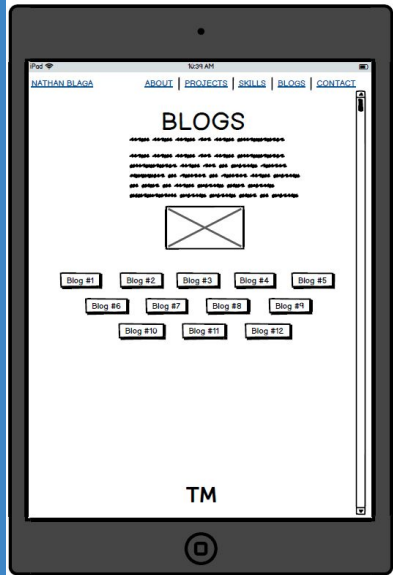 iPad 10:39 AM
NATHAN BLAGA ABOUT | PROJECTS | SKILLS | BLOGS | CONTACT
BLOGS
Blog #1 Blog #2 Blog #3 Blog #4 Blog #5
Blog #6 Blog #7 Blog #8 Blog #9
Blog #10 Blog #11 Blog #12
TM